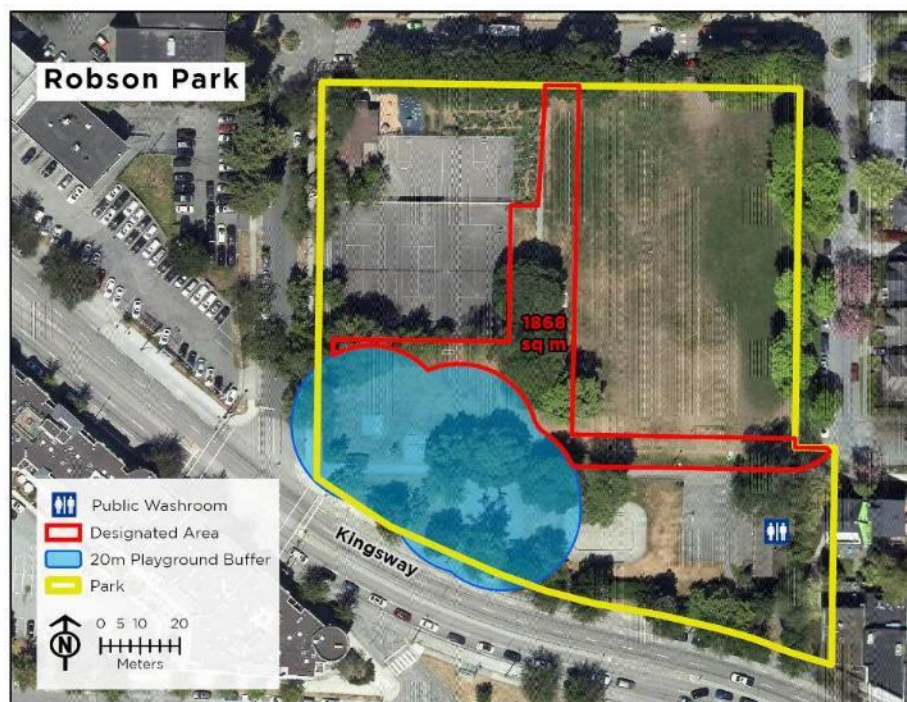 Robson Park
1868
sq m
Kingsway
Public Washroom
Designated Area
20m Playground Buffer
Park
N
0 5 10 20
Meters